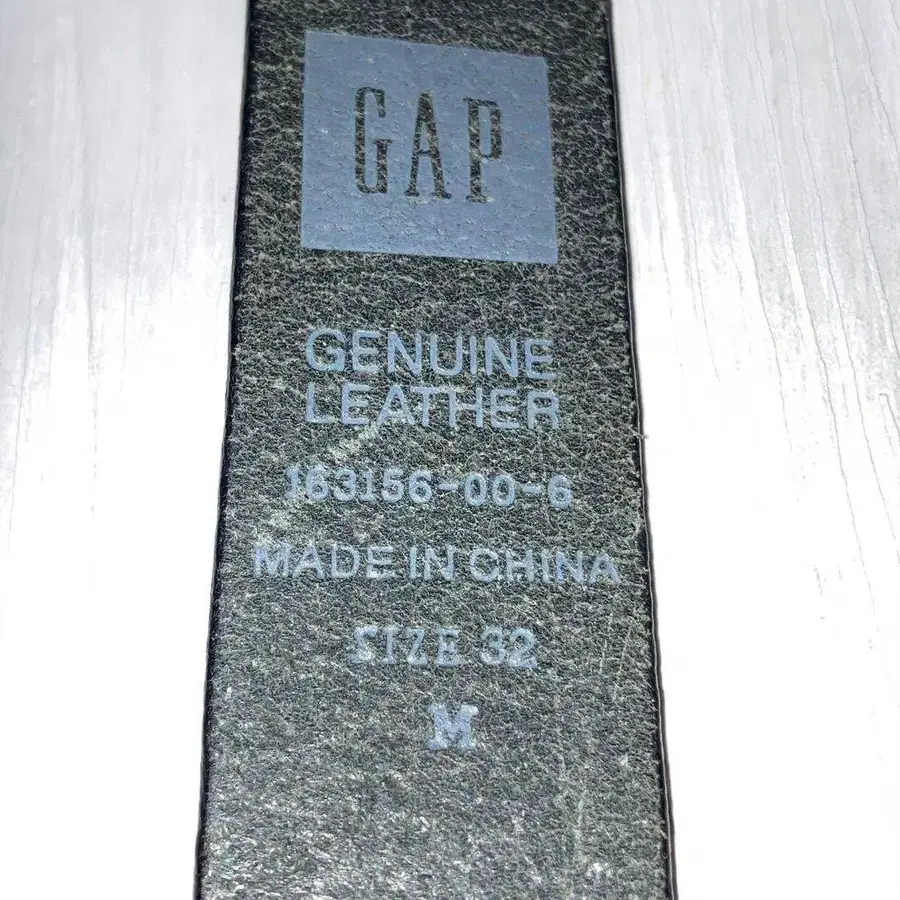 GAP
GENUINE
LEATHER
163156-00-6
MADE IN CHINA
SIZE 32
M